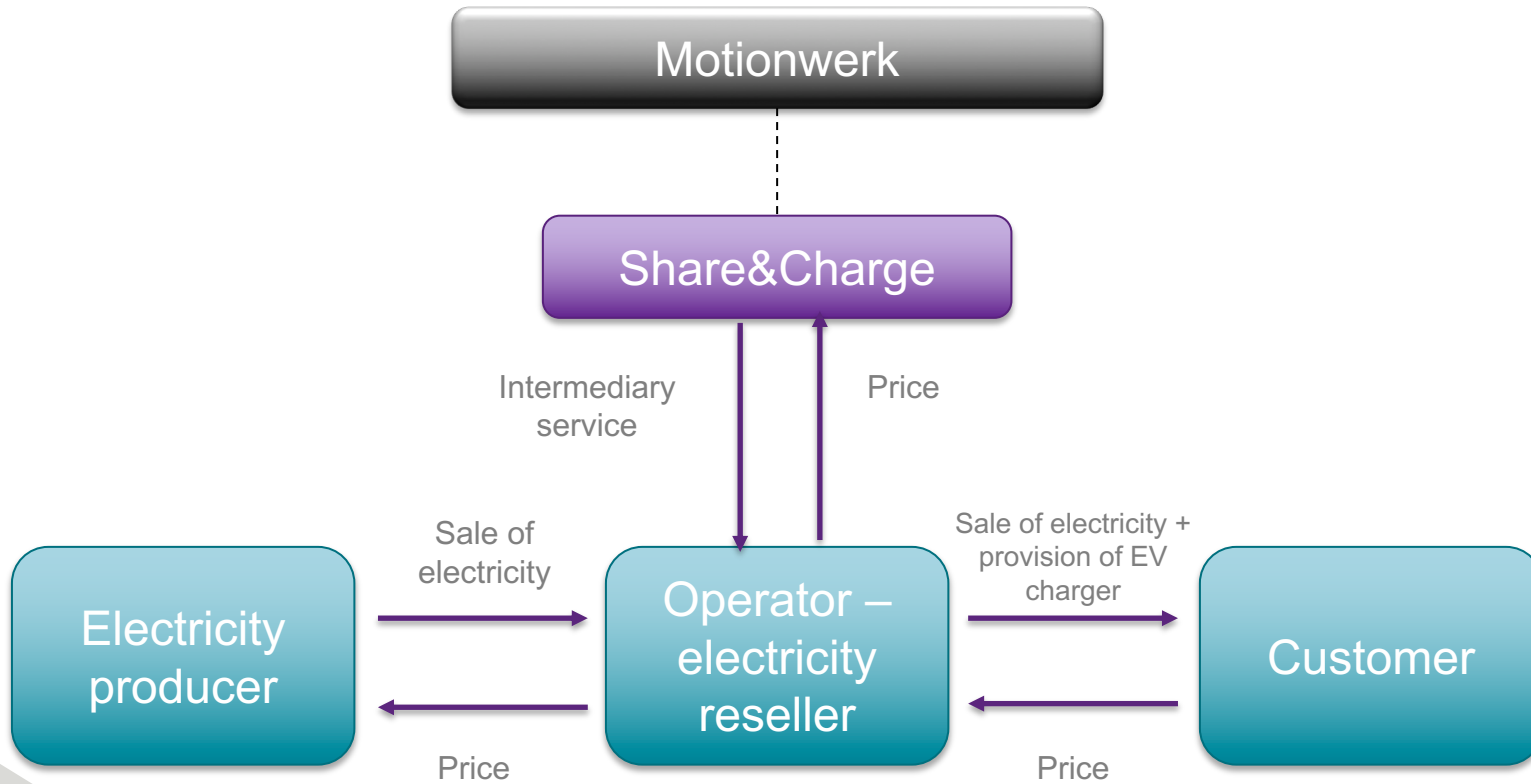 Motionwerk
Share&Charge
Intermediary
service
Price
Sale of
electricity
Sale of electricity +
provision of EV
charger
Electricity
producer
Operator –
electricity
reseller
Customer
Price
Price